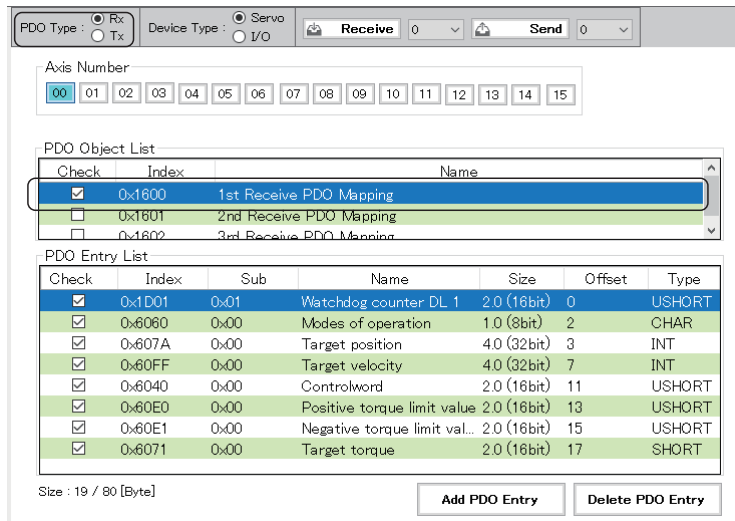 PDO Type : Rx Tx Device Type : Servo I/O Receive 0 Send 0
Axis Number
00 01 02 03 04 05 06 07 08 09 10 11 12 13 14 15
PDO Object List
Check Index Name
0x1600 1st Receive PDO Mapping
0x1601 2nd Receive PDO Mapping
0x1602 3rd Receive PDO Mapping
PDO Entry List
Check Index Sub Name Size Offset Type
0x1D01 0x01 Watchdog counter DL 1 2.0 (16bit) 0 USHORT
0x6060 0x00 Modes of operation 1.0 (8bit) 2 CHAR
0x607A 0x00 Target position 4.0 (32bit) 3 INT
0x60FF 0x00 Target velocity 4.0 (32bit) 7 INT
0x6040 0x00 Controlword 2.0 (16bit) 11 USHORT
0x60E0 0x00 Positive torque limit value 2.0 (16bit) 13 USHORT
0x60E1 0x00 Negative torque limit val... 2.0 (16bit) 15 USHORT
0x6071 0x00 Target torque 2.0 (16bit) 17 SHORT
Size : 19 / 80 [Byte]
Add PDO Entry Delete PDO Entry